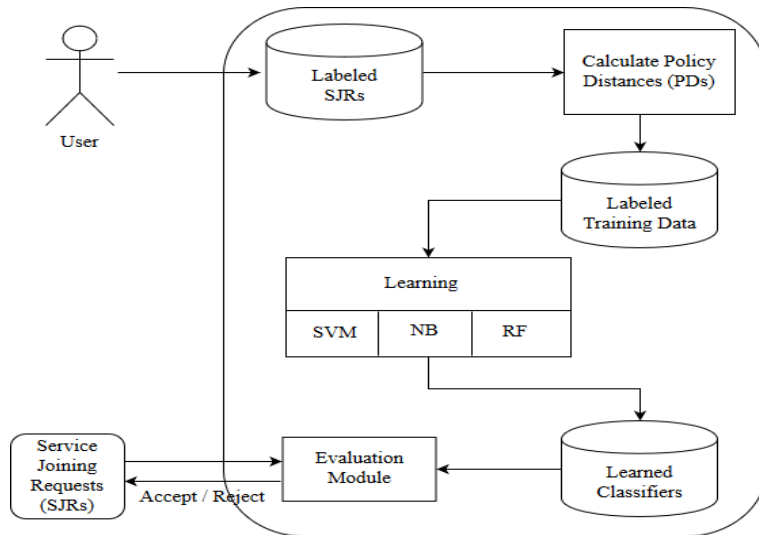 User
Labeled
SJRs
Calculate Policy
Distances (PDs)
Labeled
Training Data
Learning
SVM
NB
RF
Service
Joining
Requests
(SJRs)
Accept / Reject
Evaluation
Module
Learned
Classifiers